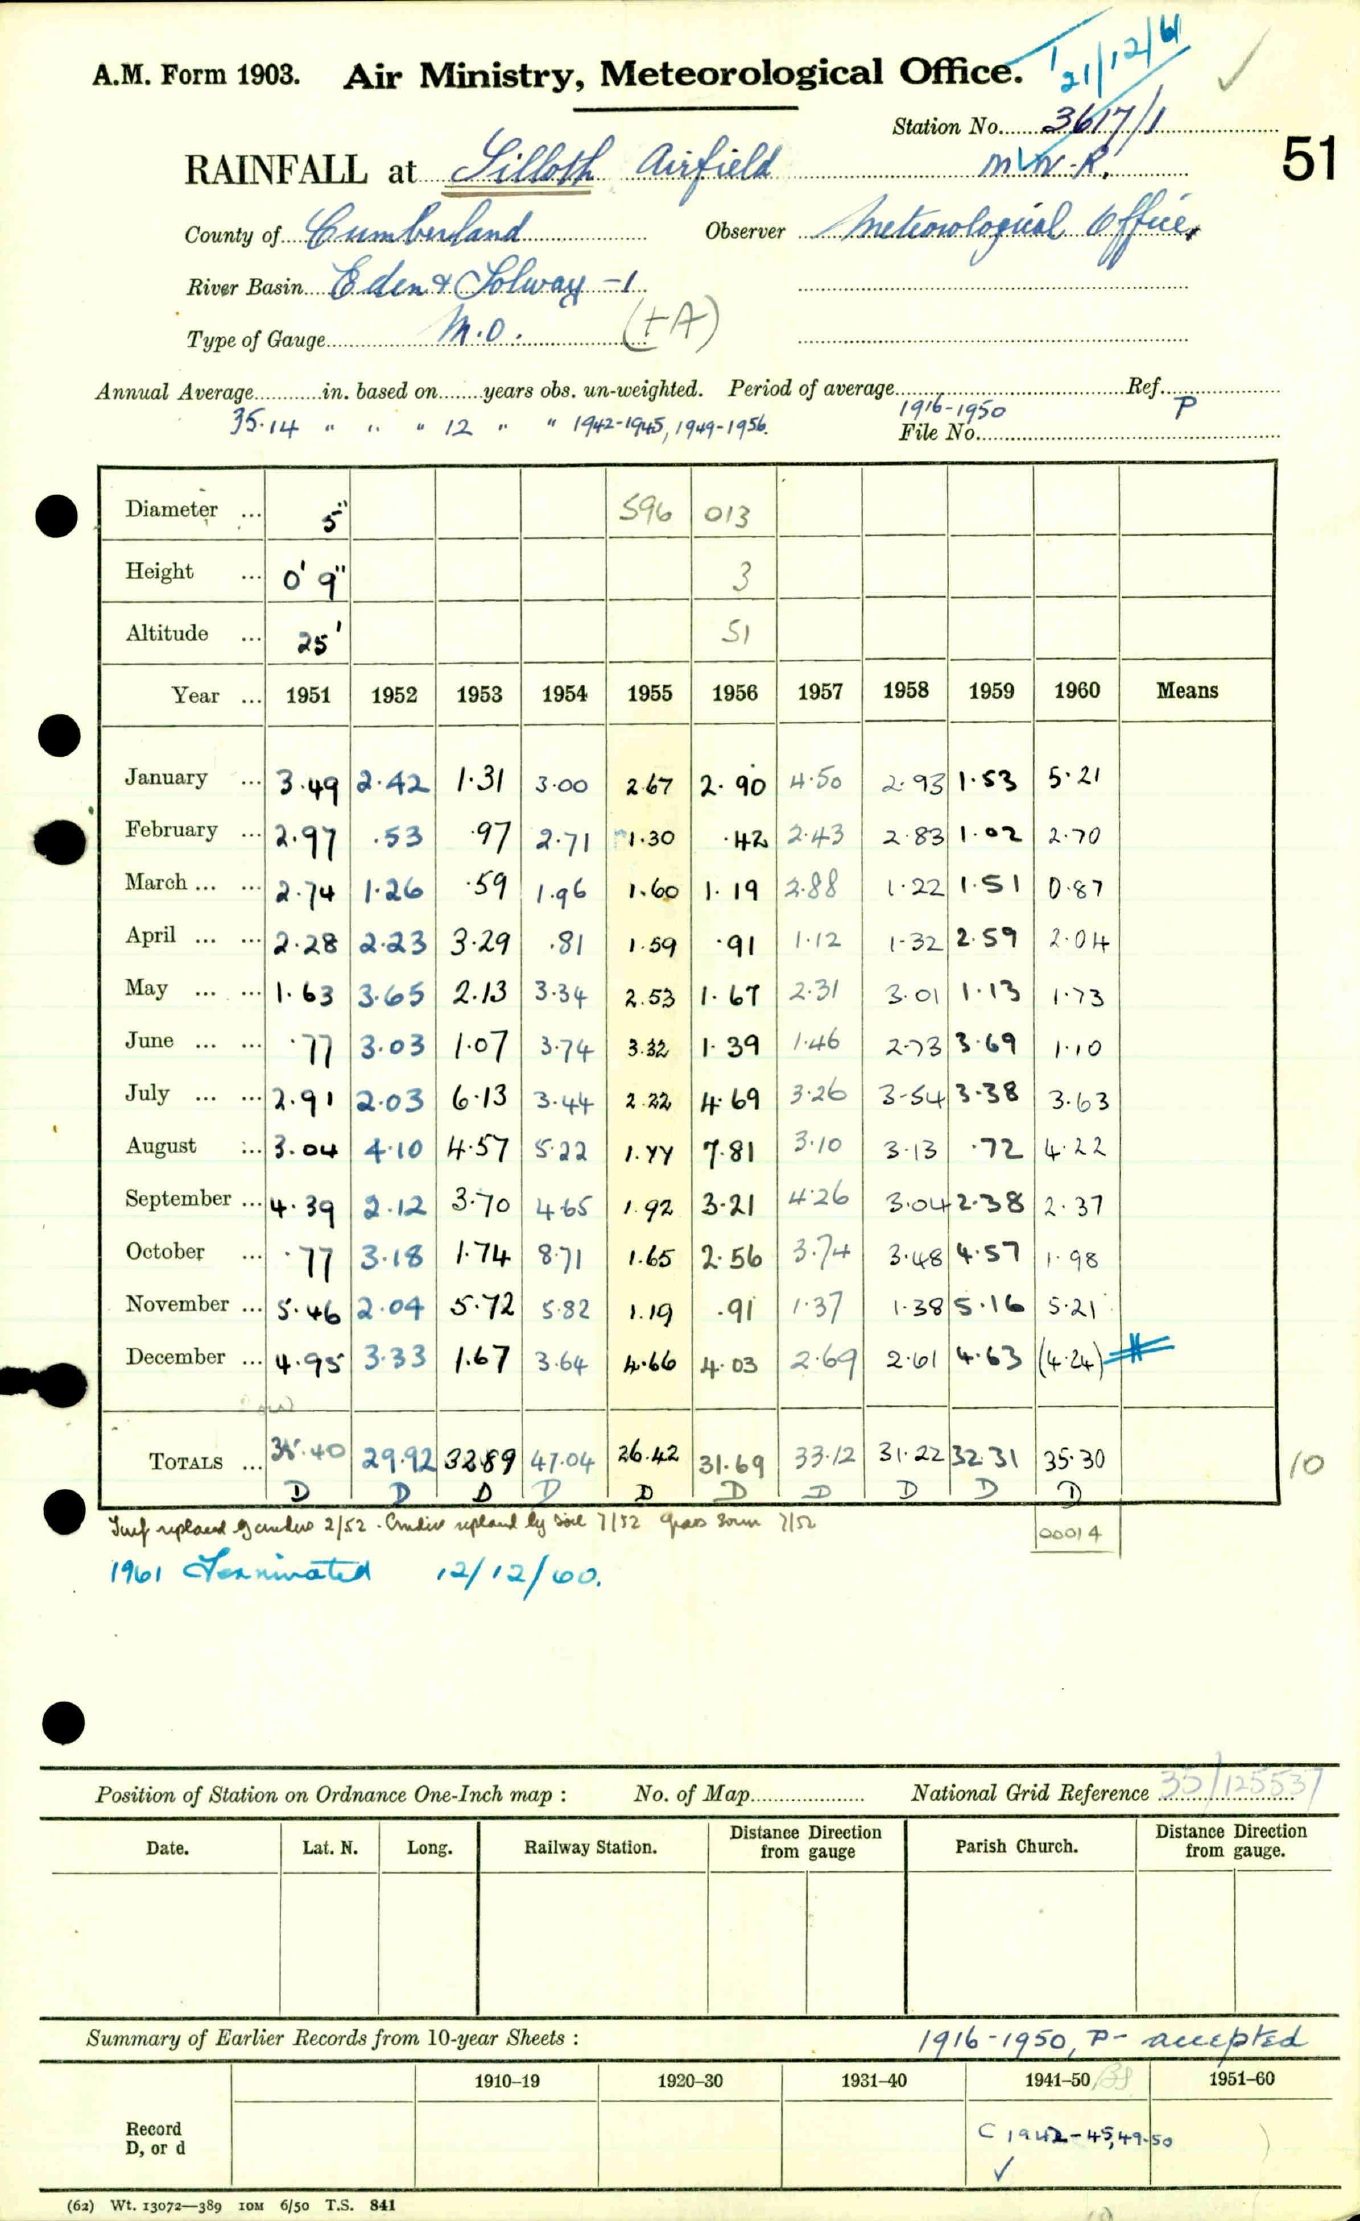 A.M. Form 1903. Air Ministry, Meteorological Office. 21/12/61
Station No. 3617/1
RAINFALL at Silloth Airfield M.W.R. 51
County of Cumberland Observer Meteorological Office,
River Basin Eden & Solway -1
Type of Gauge M.O. (+A)
Annual Average in. based on years obs. un-weighted. Period of average 1916-1950 Ref. P
35.14 " " " 12 " " 1942-1945, 1949-1956. File No.
Diameter ... 5" 596 013
Height ... 0' 9" 3
Altitude ... 25' 51
Year ... 1951 1952 1953 1954 1955 1956 1957 1958 1959 1960 Means
January ... 3.49 2.42 1.31 3.00 2.67 2.90 4.50 2.93 1.53 5.21
February ... 2.97 .53 .97 2.71 1.30 .42 2.43 2.83 1.02 2.70
March ... ... 2.74 1.26 .59 1.96 1.60 1.19 2.88 1.22 1.51 0.87
April ... ... 2.28 2.23 3.29 .81 1.59 .91 1.12 1.32 2.59 2.04
May ... ... 1.63 3.65 2.13 3.34 2.53 1.67 2.31 3.01 1.13 1.73
June ... ... .77 3.03 1.07 3.74 3.32 1.39 1.46 2.73 3.69 1.10
July ... ... 2.91 2.03 6.13 3.44 2.22 4.69 3.26 3.54 3.38 3.63
August ... 3.04 4.10 4.57 5.22 1.77 7.81 3.10 3.13 .72 4.22
September ... 4.39 2.12 3.70 4.65 1.92 3.21 4.26 3.04 2.38 2.37
October ... .77 3.18 1.74 8.71 1.65 2.56 3.74 3.48 4.57 1.98
November ... 5.46 2.04 5.72 5.82 1.19 .91 1.37 1.38 5.16 5.21
December ... 4.95 3.33 1.67 3.64 4.66 4.03 2.69 2.61 4.63 (4.24)
TOTALS ... 35.40 29.92 32.89 47.04 26.42 31.69 33.12 31.22 32.31 35.30 10
D D D D D D D D D D
Turf replaced by cinders 2/52. Cinders replaced by soil 7/52 grass sown 7/52 00014
1961 Terminated 12/12/60.
Position of Station on Ordnance One-Inch map : No. of Map National Grid Reference 35/125537
Date. Lat. N. Long. Railway Station. Distance from Direction gauge Parish Church. Distance from Direction gauge.
Summary of Earlier Records from 10-year Sheets : 1916-1950, P- accepted
1910–19 1920–30 1931–40 1941–50 1951–60
Record D, or d C 1942-45, 49-50
(62) Wt. 13072—389 10M 6/50 T.S. 841